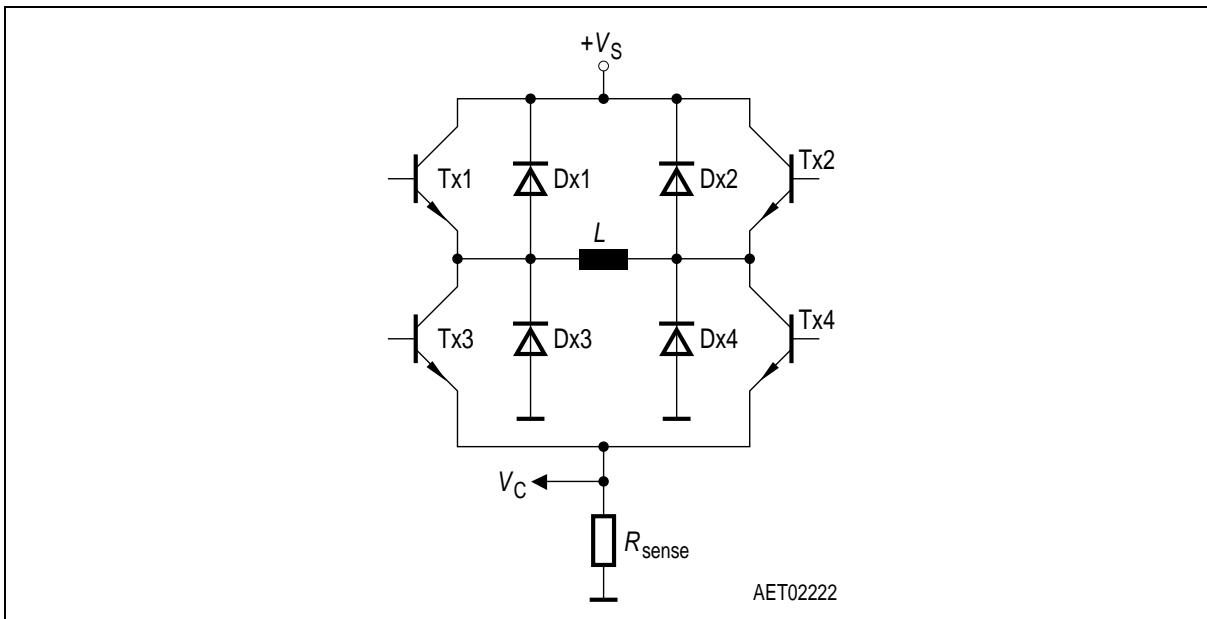 +VS
Tx1
Dx1
Dx2
Tx2
L
Tx3
Dx3
Dx4
Tx4
VC
Rsense
AET02222